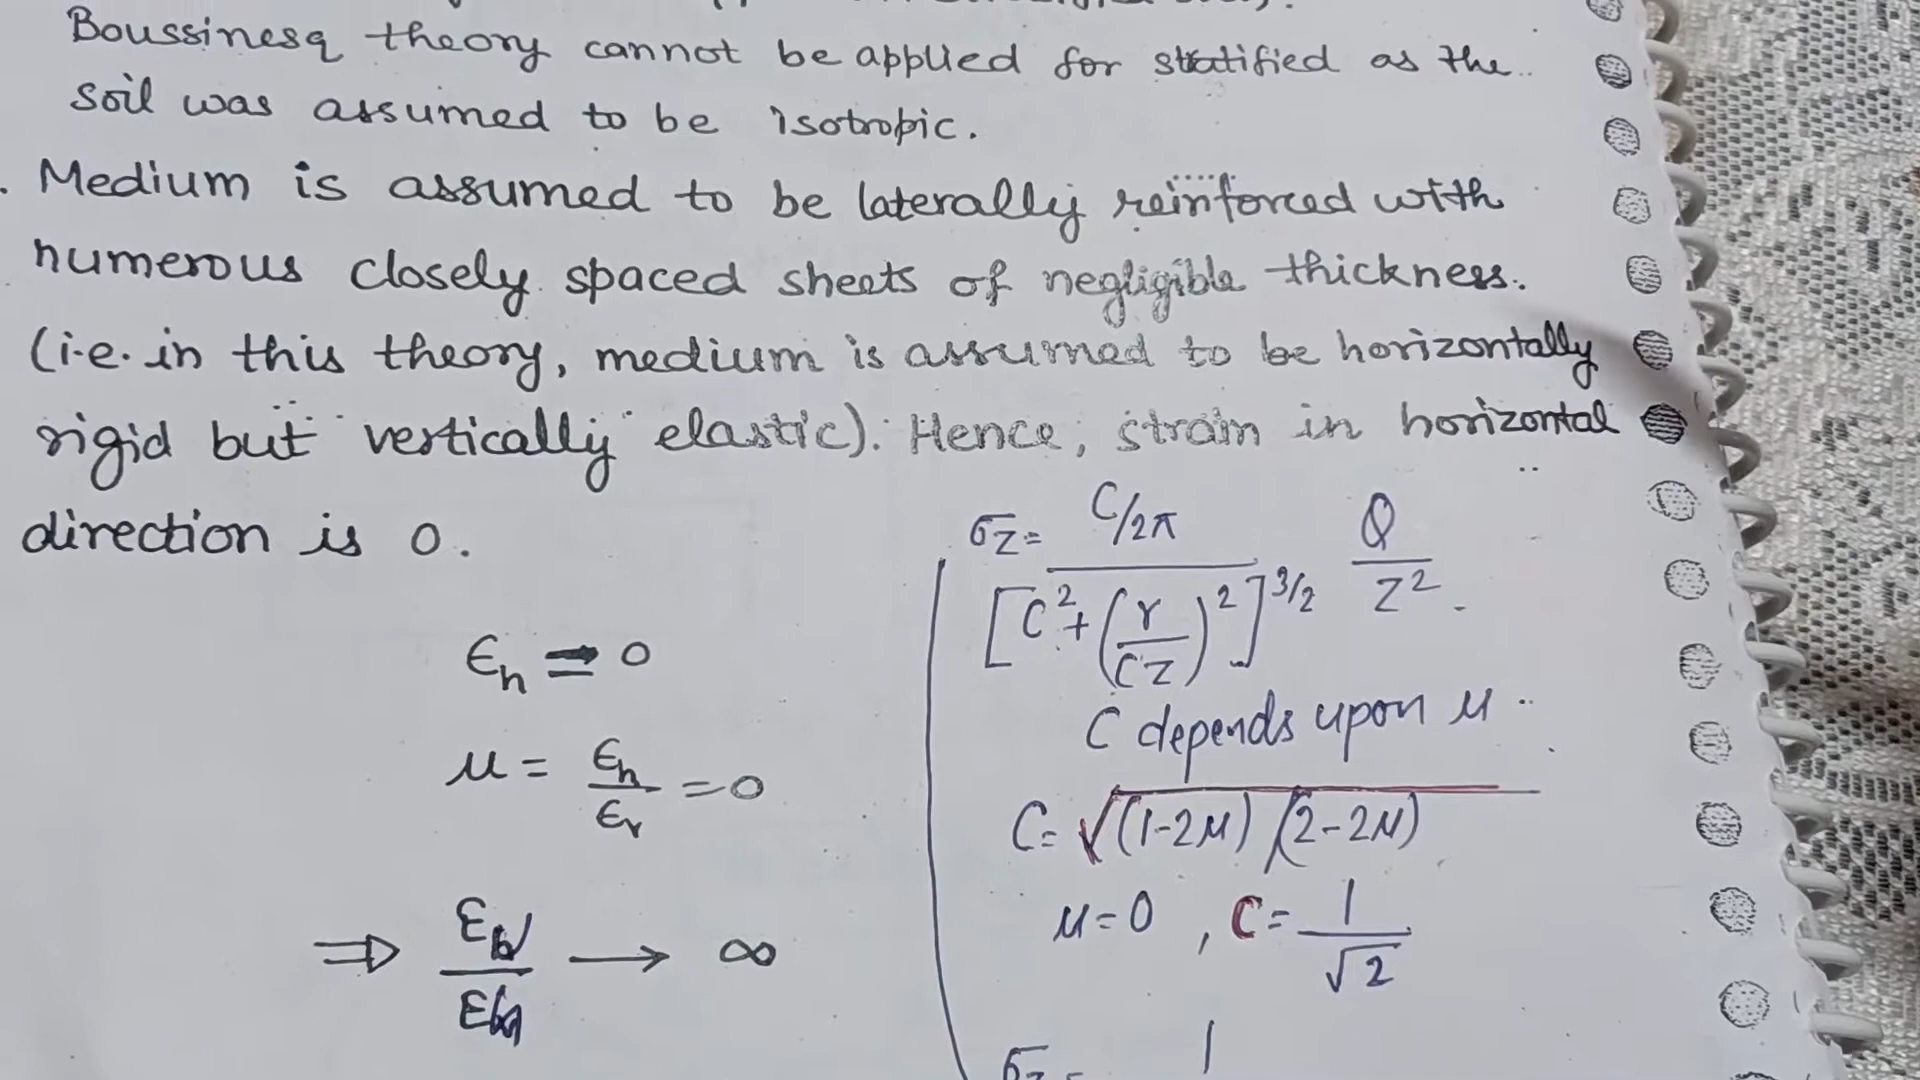 Boussinesq theory cannot be applied for stratified as the
soil was assumed to be isotropic.
. Medium is assumed to be laterally reinforced with
numerous closely spaced sheets of negligible thickness.
(i.e. in this theory, medium is assumed to be horizontally
rigid but vertically elastic). Hence, strain in horizontal
direction is 0.
∈h = 0
μ = ∈h/∈v = 0
⇒ εv/εh → ∞
σz = (C/2π)/[C² + (r/cz)²]^3/2 Q/Z².
C depends upon μ
C = √(1-2μ)(2-2μ)
μ=0, C = 1/√2
σz = 1